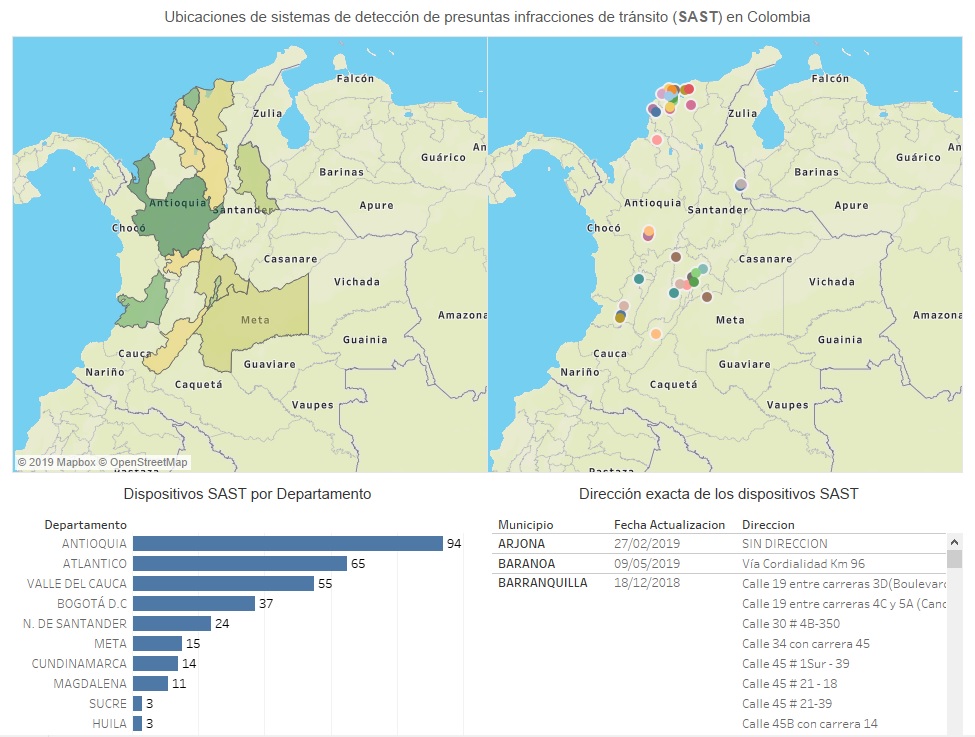 Ubicaciones de sistemas de detección de presuntas infracciones de tránsito (SAST) en Colombia
Falcón
Zulia
Guárico
An
Barinas
Antioquia
Santander
Apure
Chocó
Casanare
Vichada
Meta
Amazona
Guainia
Cauca
Guaviare
Nariño
Caquetá
Vaupes
© 2019 Mapbox © OpenStreetMap
Pastaza
Falcón
Zulia
Guárico
An
Barinas
Antioquia
Santander
Apure
Chocó
Casanare
Vichada
Meta
Amazona
Guainia
Cauca
Guaviare
Nariño
Caquetá
Vaupes
Pastaza
Dispositivos SAST por Departamento
Departamento
ANTIOQUIA 94
ATLANTICO 65
VALLE DEL CAUCA 55
BOGOTÁ D.C 37
N. DE SANTANDER 24
META 15
CUNDINAMARCA 14
MAGDALENA 11
SUCRE 3
HUILA 3
Dirección exacta de los dispositivos SAST
Municipio Fecha Actualizacion Direccion
ARJONA 27/02/2019 SIN DIRECCION
BARANOA 09/05/2019 Vía Cordialidad Km 96
BARRANQUILLA 18/12/2018 Calle 19 entre carreras 3D(Boulevard
Calle 19 entre carreras 4C y 5A (Canc
Calle 30 # 4B-350
Calle 34 con carrera 45
Calle 45 # 1Sur - 39
Calle 45 # 21 - 18
Calle 45 # 21-39
Calle 45B con carrera 14